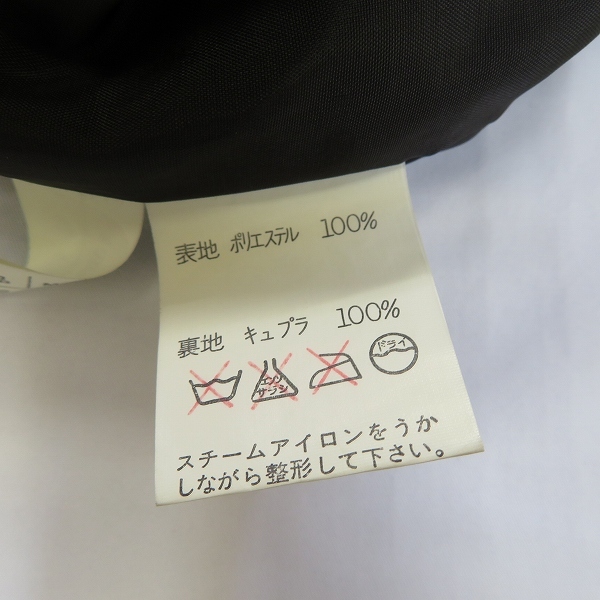 表地 ポリエステル 100%
裏地 キュプラ 100%
エンソ
サラシ
ドライ
スチームアイロンをうか
しながら整形して下さい。